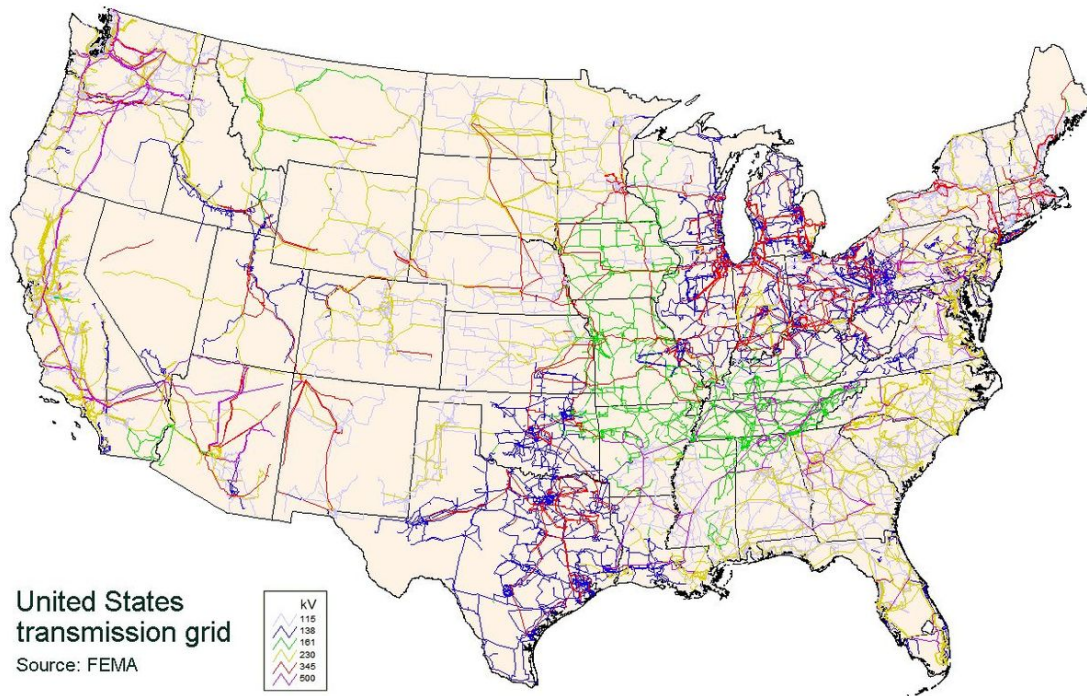 United States
transmission grid
Source: FEMA
kV
115
138
161
230
345
500